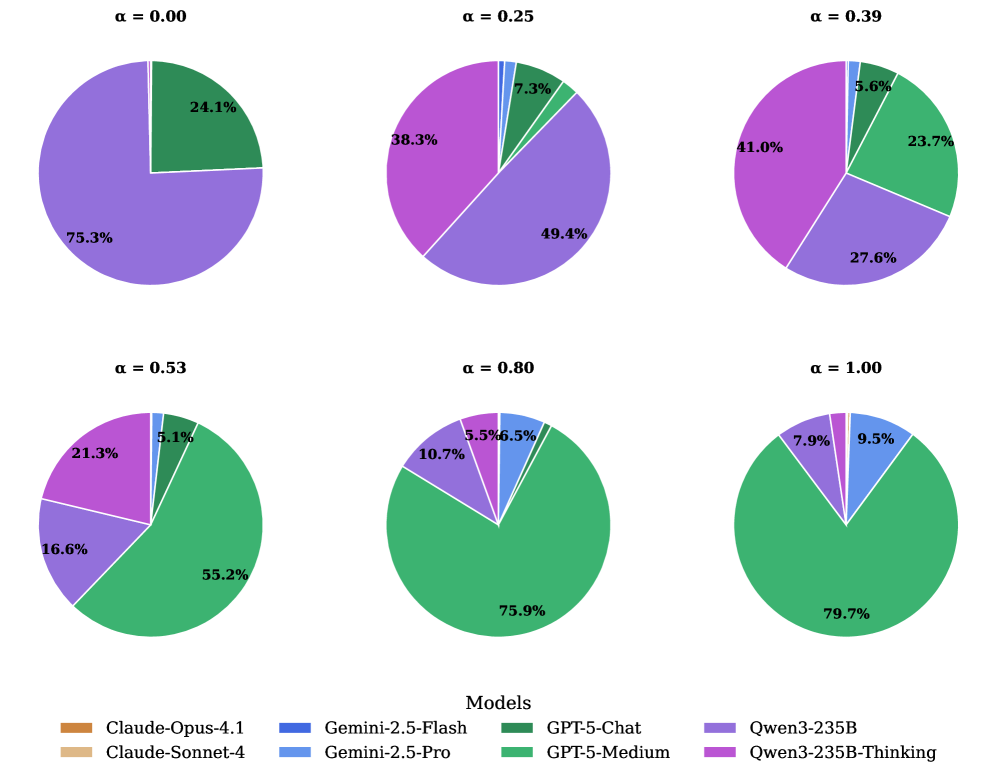 α = 0.00
α = 0.25
α = 0.39
24.1%
75.3%
7.3%
38.3%
49.4%
5.6%
23.7%
41.0%
27.6%
α = 0.53
α = 0.80
α = 1.00
5.1%
21.3%
16.6%
55.2%
5.5%
6.5%
10.7%
75.9%
7.9%
9.5%
79.7%
Models
Claude-Opus-4.1
Claude-Sonnet-4
Gemini-2.5-Flash
Gemini-2.5-Pro
GPT-5-Chat
GPT-5-Medium
Qwen3-235B
Qwen3-235B-Thinking